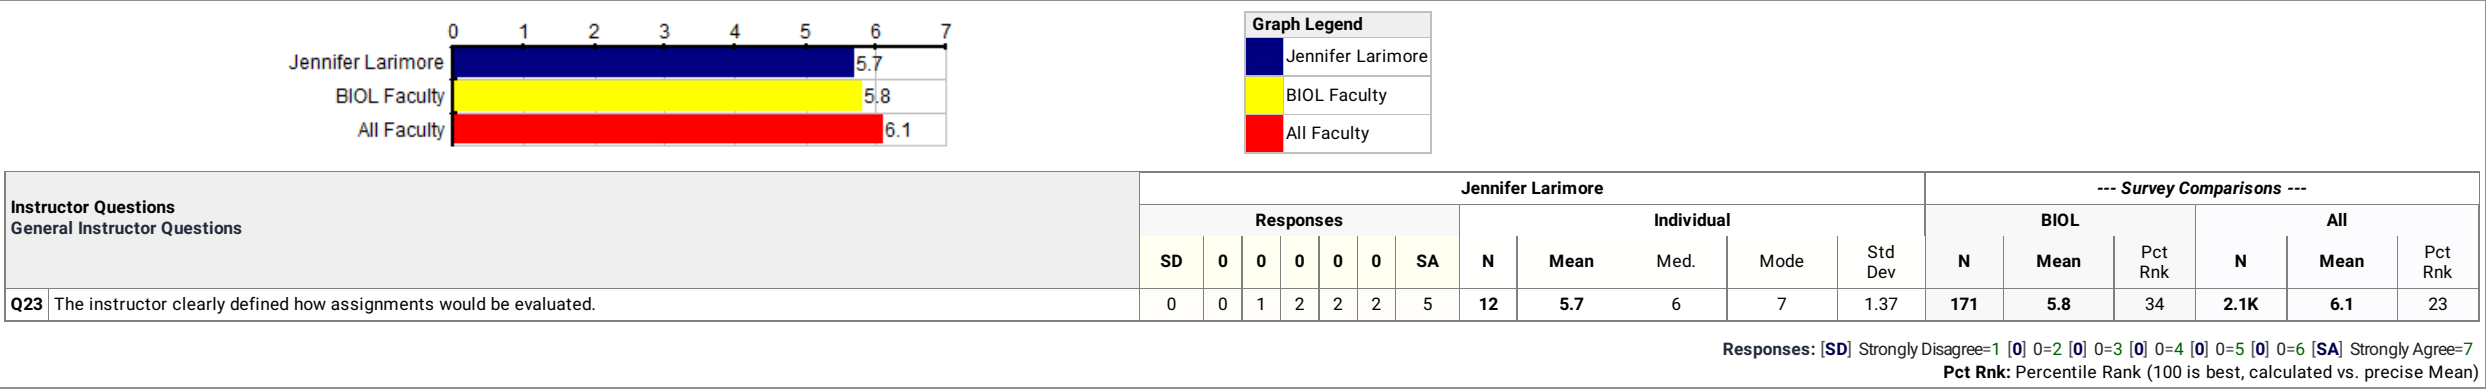 0 1 2 3 4 5 6 7
Jennifer Larimore 5.7
BIOL Faculty 5.8
All Faculty 6.1
Graph Legend
Jennifer Larimore
BIOL Faculty
All Faculty
Instructor Questions
General Instructor Questions
Jennifer Larimore --- Survey Comparisons ---
Responses Individual BIOL All
SD 0 0 0 0 0 SA N Mean Med. Mode Std Dev N Mean Pct Rnk N Mean Pct Rnk
Q23 The instructor clearly defined how assignments would be evaluated. 0 0 1 2 2 2 5 12 5.7 6 7 1.37 171 5.8 34 2.1K 6.1 23
Responses: [SD] Strongly Disagree=1 [0] 0=2 [0] 0=3 [0] 0=4 [0] 0=5 [0] 0=6 [SA] Strongly Agree=7
Pct Rnk: Percentile Rank (100 is best, calculated vs. precise Mean)